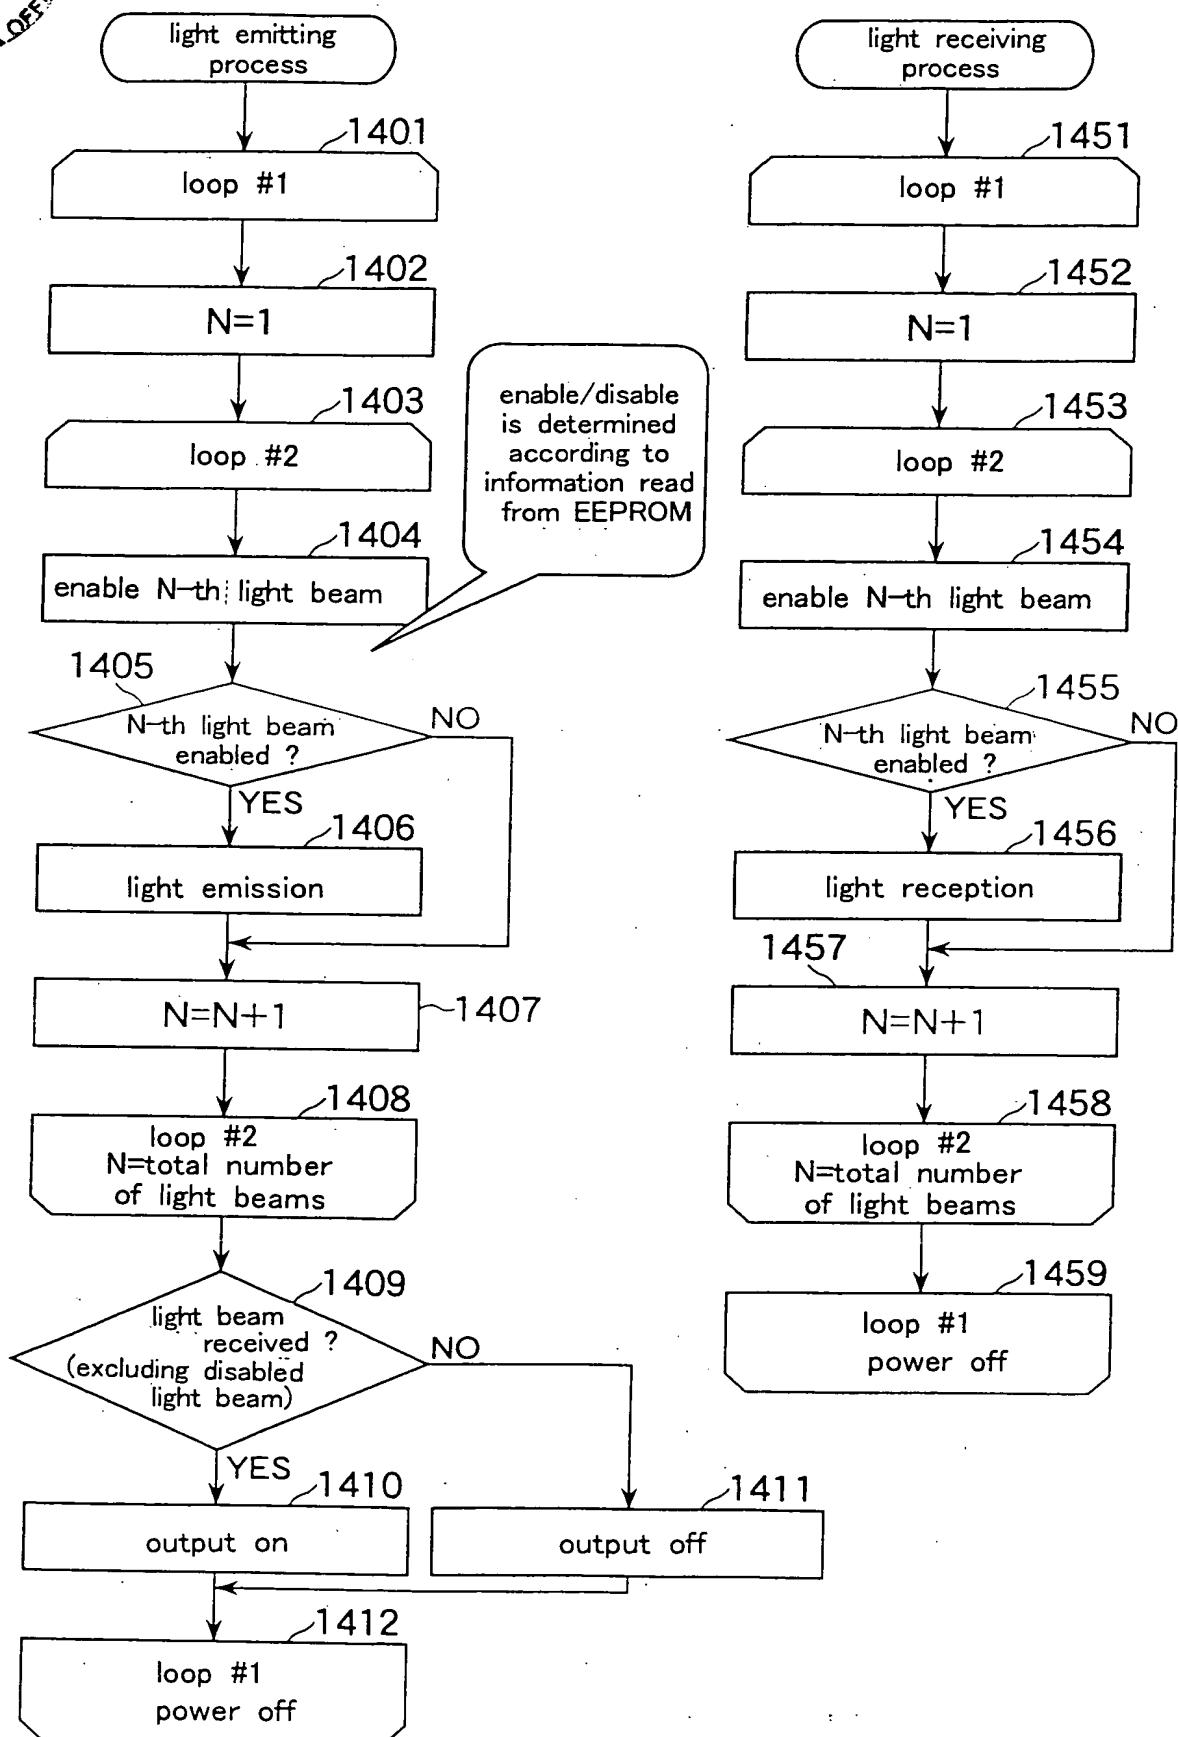 OFF
light emitting
process
1401
loop #1
1402
N=1
1403
loop #2
enable/disable
is determined
according to
information read
from EEPROM
1404
enable N-th light beam
1405
N-th light beam
enabled ?
NO
YES
1406
light emission
N=N+1
1407
1408
loop #2
N=total number
of light beams
1409
light beam
received ?
(excluding disabled
light beam)
NO
YES
1410
output on
1411
output off
1412
loop #1
power off
light receiving
process
1451
loop #1
1452
N=1
1453
loop #2
1454
enable N-th light beam
1455
N-th light beam
enabled ?
NO
YES
1456
light reception
1457
N=N+1
1458
loop #2
N=total number
of light beams
1459
loop #1
power off